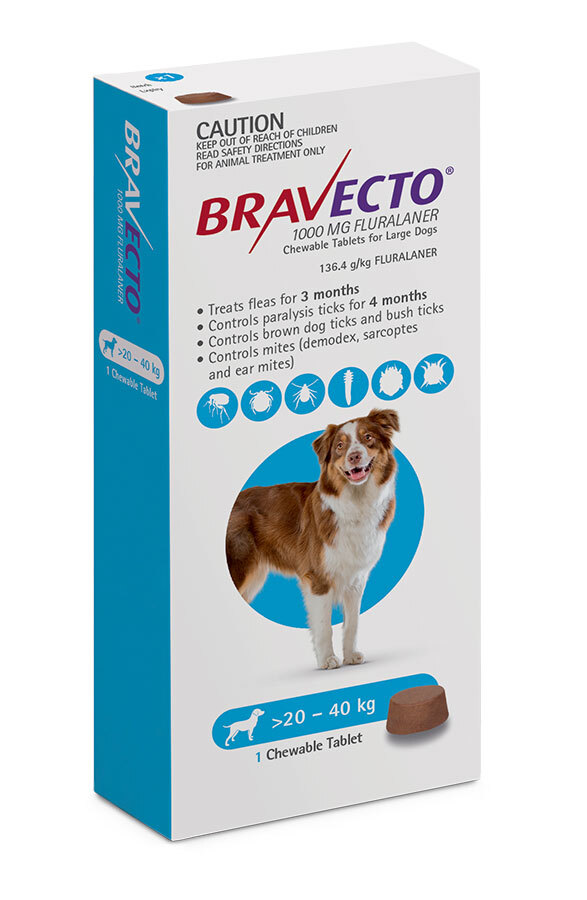 x1
Batch
Expiry
CAUTION
KEEP OUT OF REACH OF CHILDREN
READ SAFETY DIRECTIONS
FOR ANIMAL TREATMENT ONLY
BRAVECTO®
1000 MG FLURALANER
Chewable Tablets for Large Dogs
136.4 g/kg FLURALANER
• Treats fleas for 3 months
• Controls paralysis ticks for 4 months
• Controls brown dog ticks and bush ticks
• Controls mites (demodex, sarcoptes
and ear mites)
>20 – 40 kg
1 Chewable Tablet
BRAVECTO®
1000 MG FLURALANER
>20 – 40 kg
1 Chewable Tablet